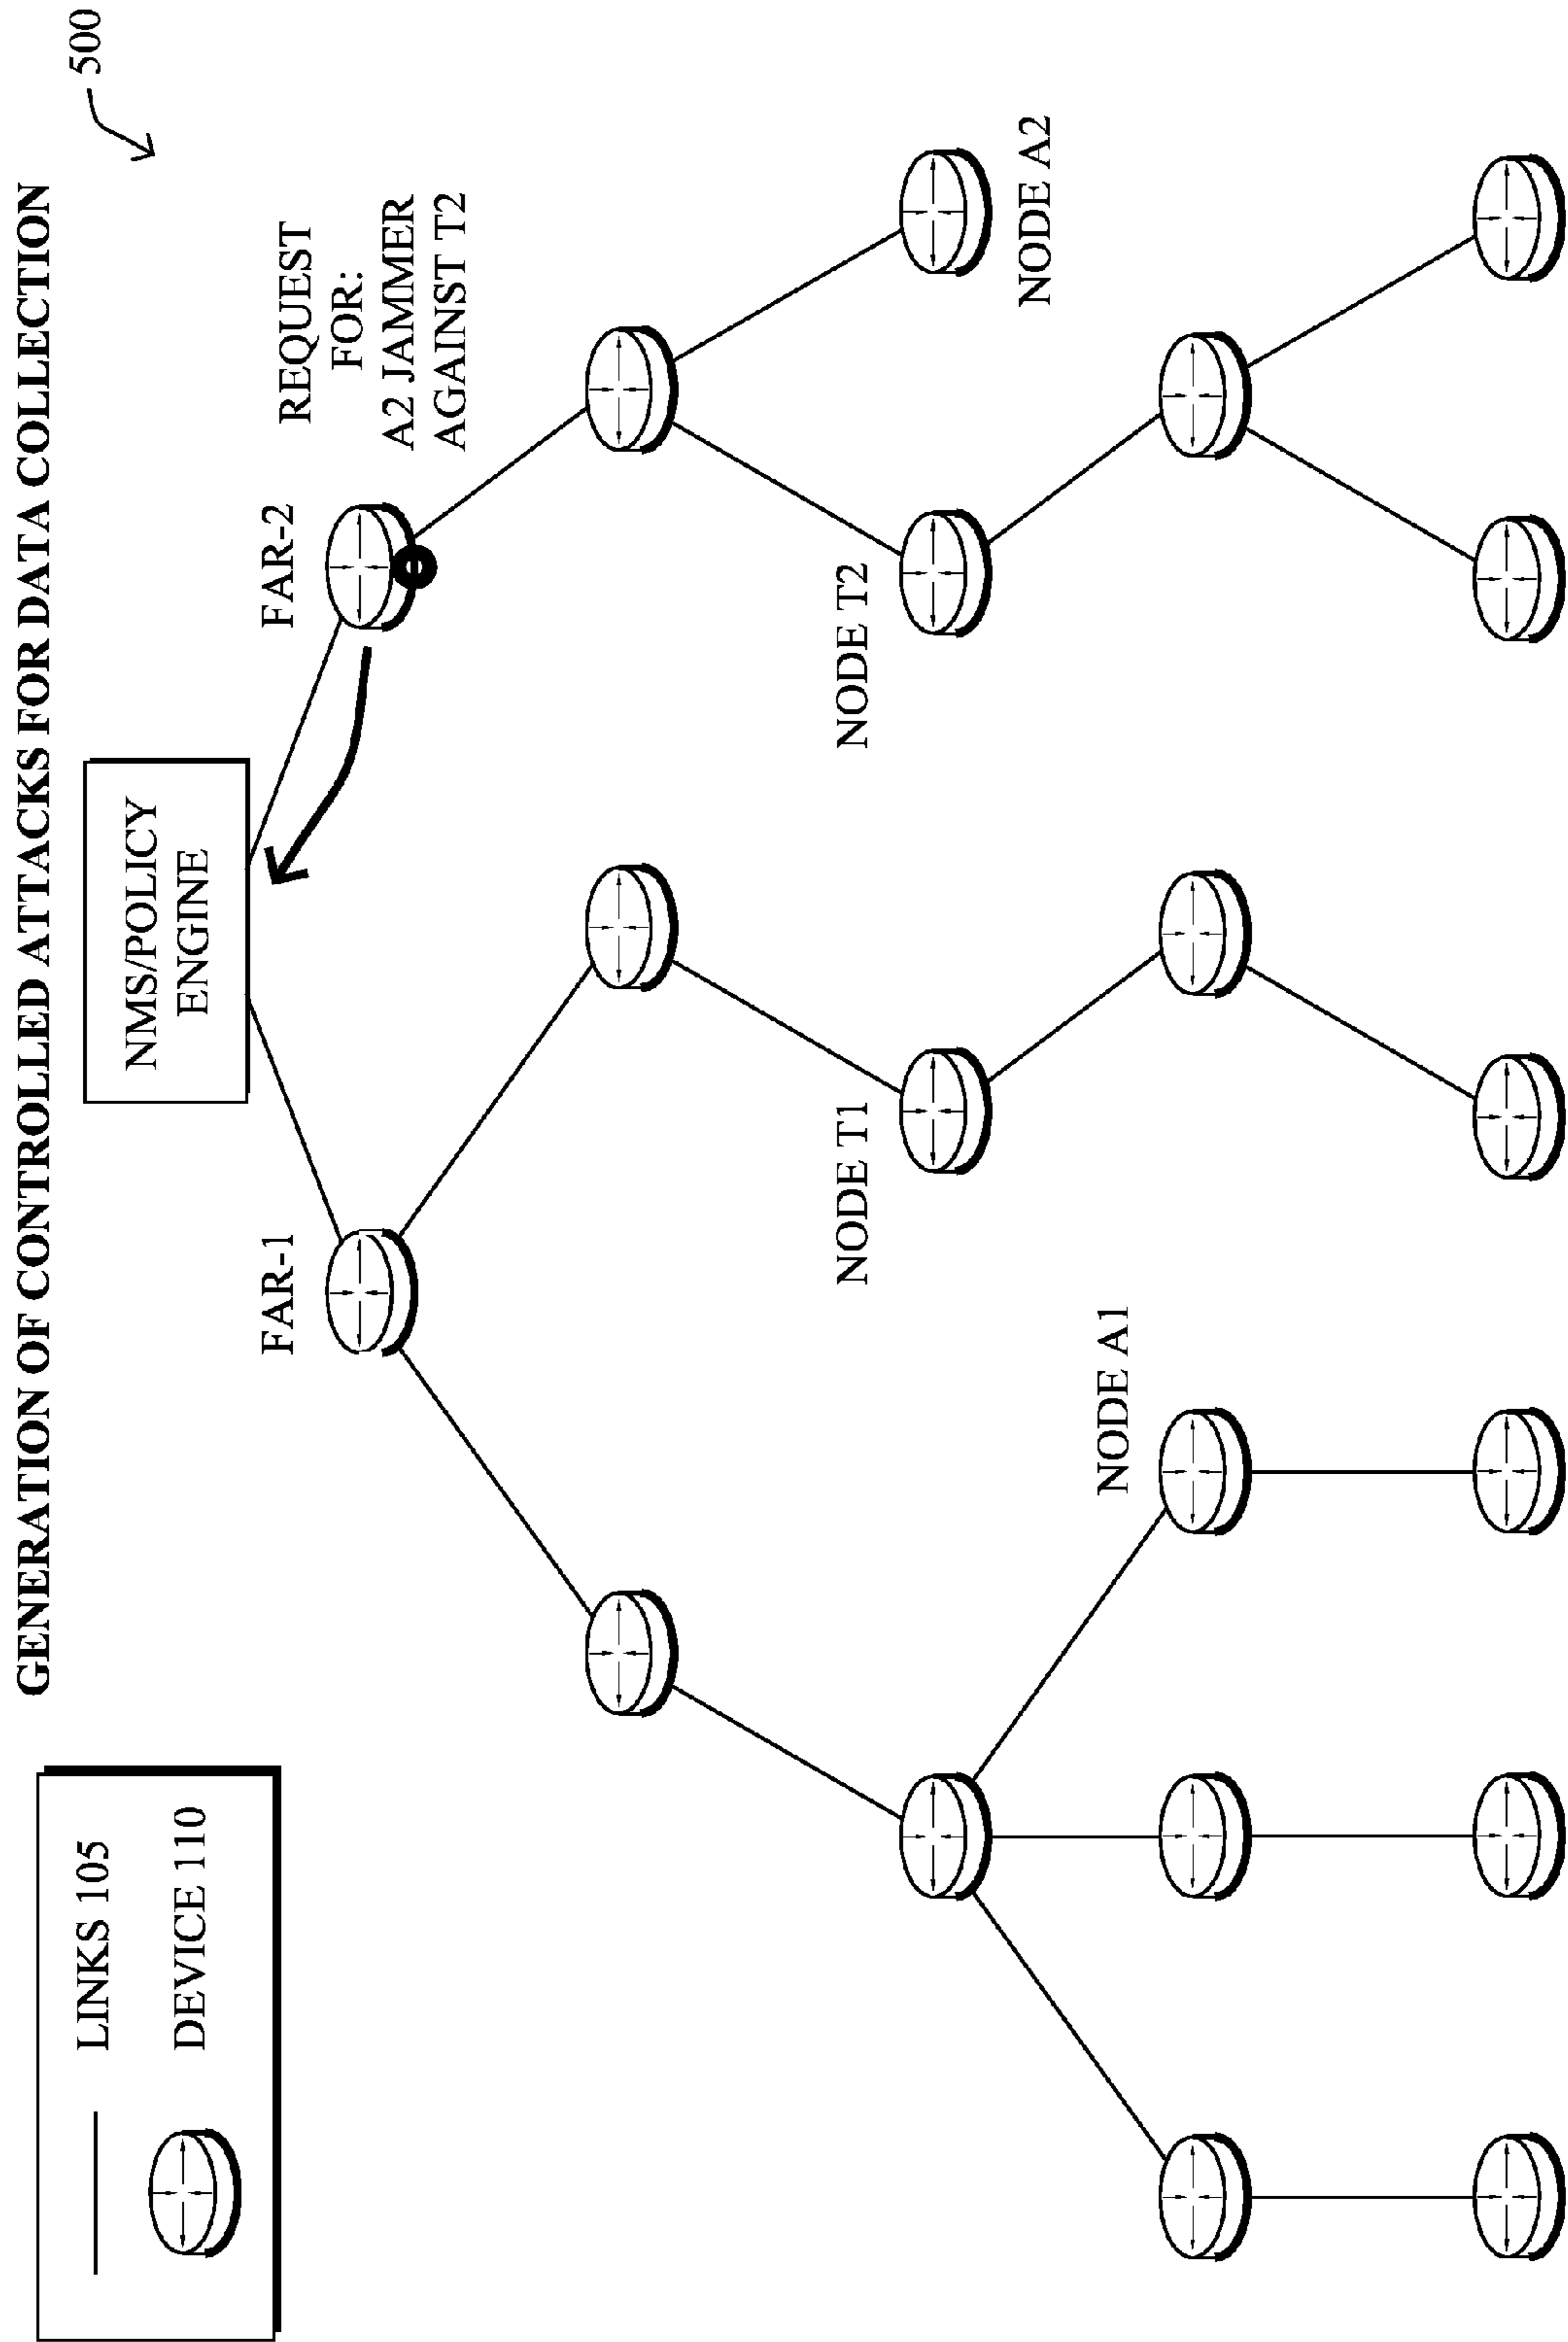 GENERATION OF CONTROLLED ATTACKS FOR DATA COLLECTION
500
LINKS 105
DEVICE 110
NMS/POLICY
ENGINE
FAR-1
FAR-2
REQUEST
FOR:
A2 JAMMER
AGAINST T2
NODE T1
NODE T2
NODE A2
NODE A1